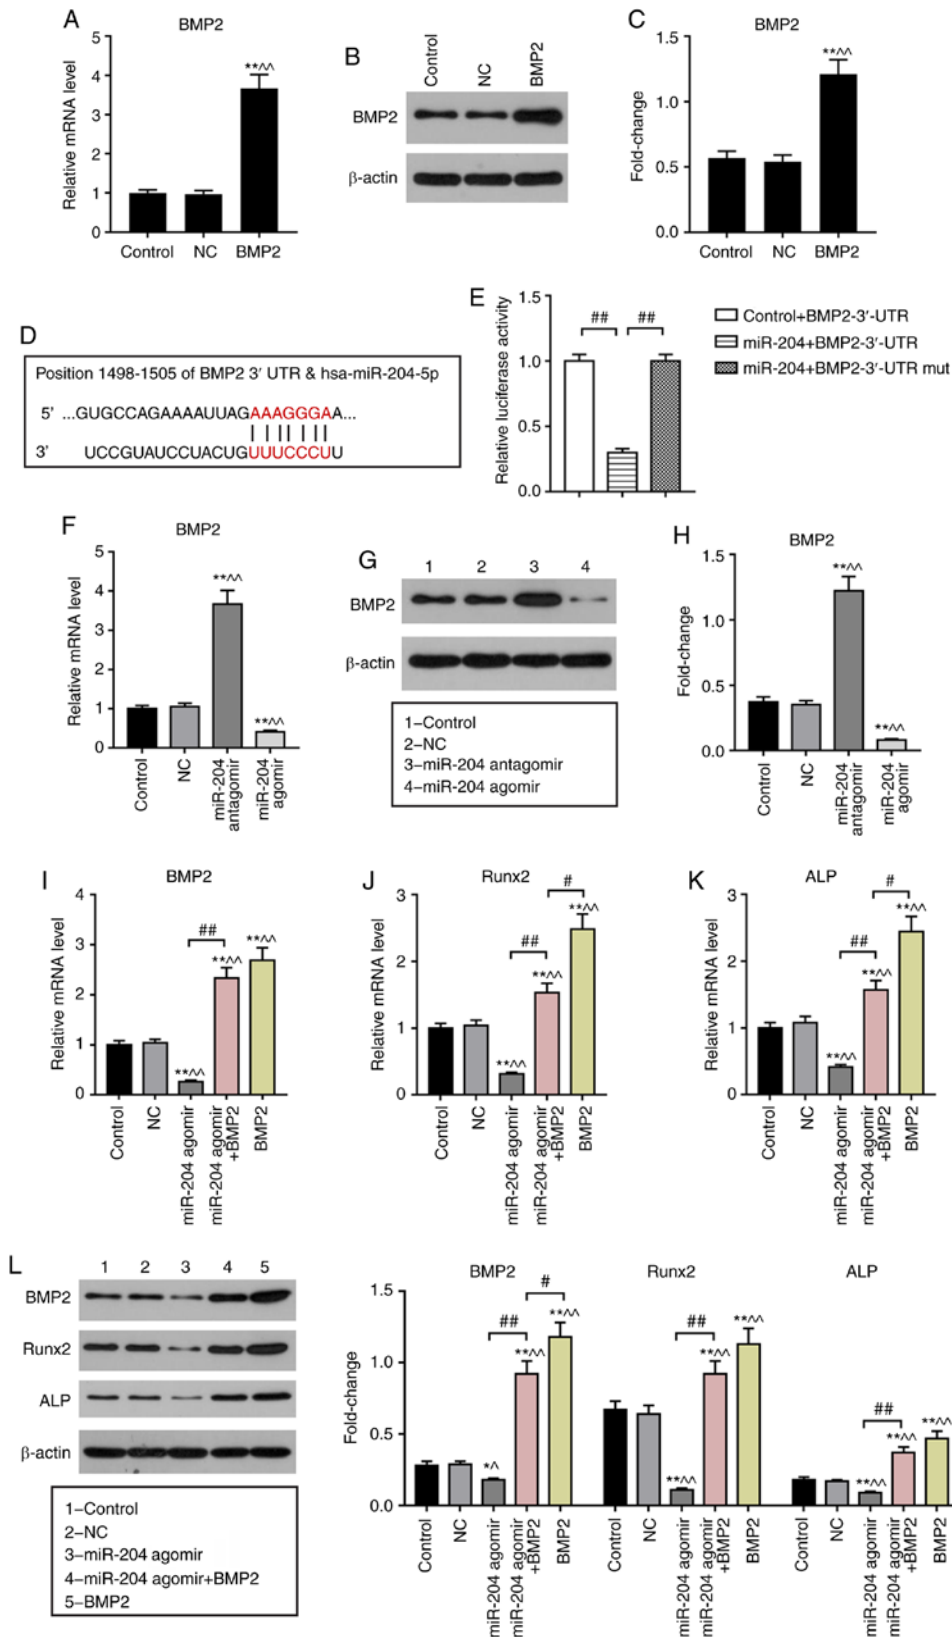 A
BMP2
Relative mRNA level
5
4
3
2
1
0
**^^
Control
NC
BMP2
B
Control
NC
BMP2
BMP2
β-actin
C
BMP2
Fold-change
1.5
1.0
0.5
0.0
**^^
Control
NC
BMP2
D
Position 1498-1505 of BMP2 3′ UTR & hsa-miR-204-5p
5′ ...GUGCCAGAAAAUUAGAAAGGGAA...
3′ UCCGUAUCCUACUGUUUCCCUU
E
Relative luciferase activity
1.5
1.0
0.5
0.0
## ##
Control+BMP2-3′-UTR
miR-204+BMP2-3′-UTR
miR-204+BMP2-3′-UTR mut
F
BMP2
Relative mRNA level
5
4
3
2
1
0
**^^
**^^
Control
NC
miR-204
antagomir
miR-204
agomir
G
1 2 3 4
BMP2
β-actin
1–Control
2–NC
3–miR-204 antagomir
4–miR-204 agomir
H
BMP2
Fold-change
1.5
1.0
0.5
0.0
**^^
**^^
Control
NC
miR-204
antagomir
miR-204
agomir
I
BMP2
Relative mRNA level
4
3
2
1
0
##
**^^
**^^
**^^
Control
NC
miR-204 agomir
miR-204 agomir
+BMP2
BMP2
J
Runx2
Relative mRNA level
3
2
1
0
#
##
**^^
**^^
**^^
Control
NC
miR-204 agomir
miR-204 agomir
+BMP2
BMP2
K
ALP
Relative mRNA level
3
2
1
0
#
##
**^^
**^^
**^^
Control
NC
miR-204 agomir
miR-204 agomir
+BMP2
BMP2
L
1 2 3 4 5
BMP2
Runx2
ALP
β-actin
1–Control
2–NC
3–miR-204 agomir
4–miR-204 agomir+BMP2
5–BMP2
Fold-change
1.5
1.0
0.5
0.0
BMP2
#
##
*^
**^^
**^^
Control
NC
miR-204 agomir
miR-204 agomir
+BMP2
BMP2
Runx2
##
**^^
**^^
**^^
Control
NC
miR-204 agomir
miR-204 agomir
+BMP2
BMP2
ALP
##
**^^
**^^
**^^
Control
NC
miR-204 agomir
miR-204 agomir
+BMP2
BMP2